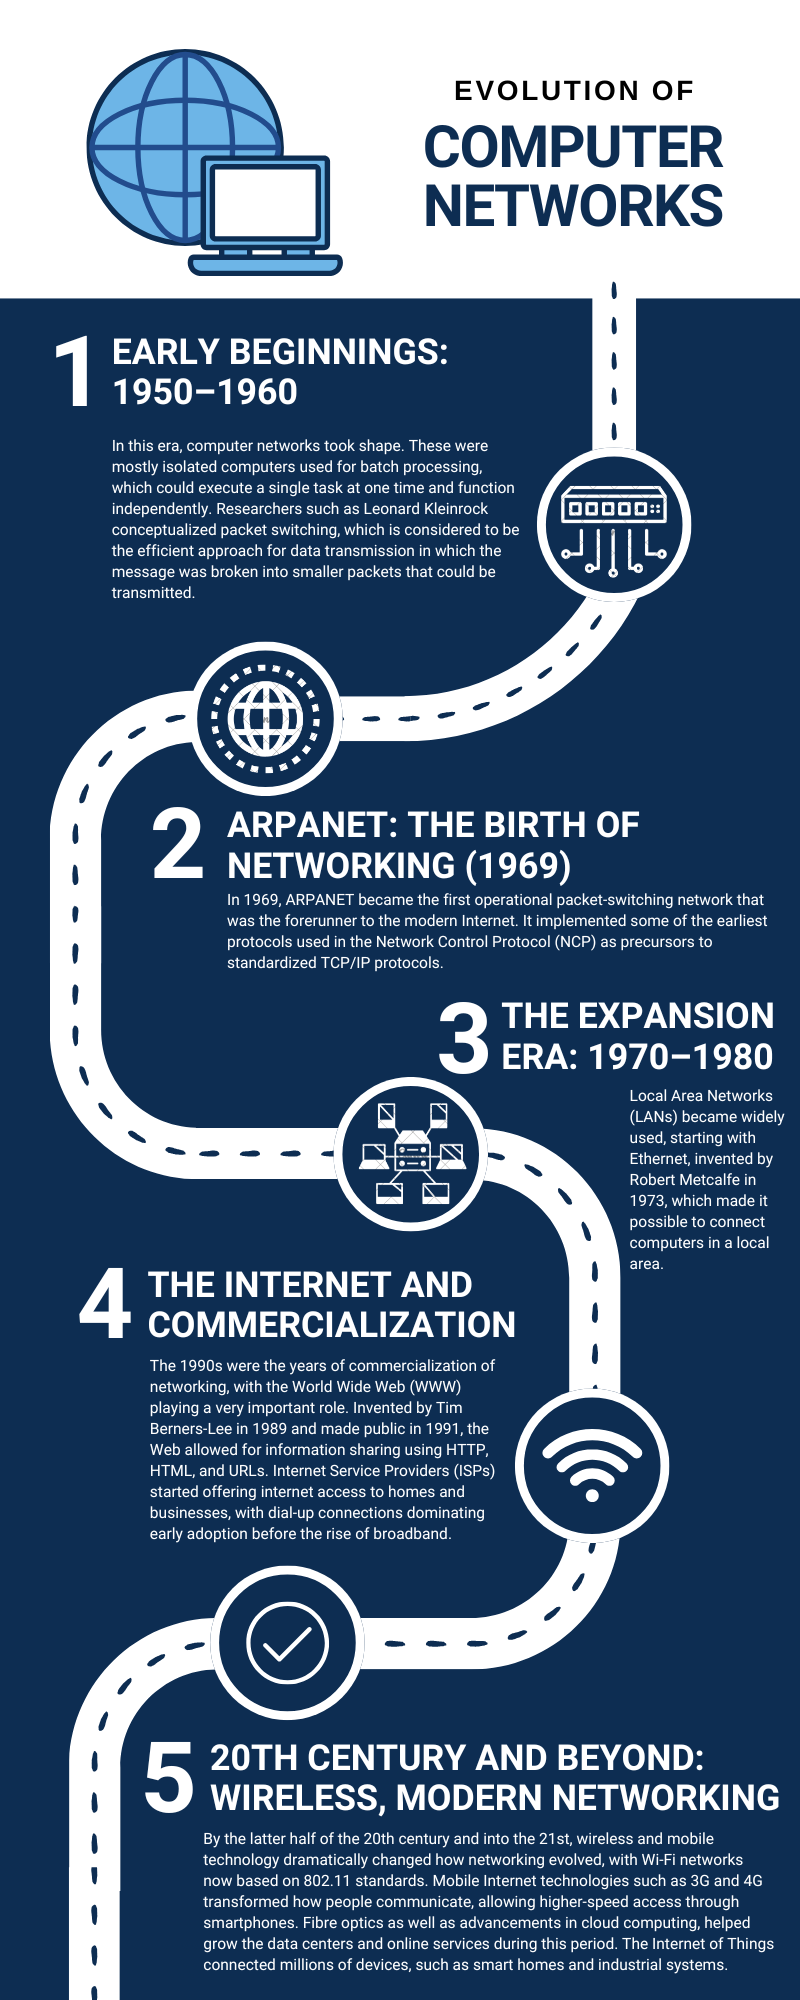 EVOLUTION OF
COMPUTER
NETWORKS
1
EARLY BEGINNINGS:
1950–1960
In this era, computer networks took shape. These were
mostly isolated computers used for batch processing,
which could execute a single task at one time and function
independently. Researchers such as Leonard Kleinrock
conceptualized packet switching, which is considered to be
the efficient approach for data transmission in which the
message was broken into smaller packets that could be
transmitted.
2
ARPANET: THE BIRTH OF
NETWORKING (1969)
In 1969, ARPANET became the first operational packet-switching network that
was the forerunner to the modern Internet. It implemented some of the earliest
protocols used in the Network Control Protocol (NCP) as precursors to
standardized TCP/IP protocols.
3
THE EXPANSION
ERA: 1970–1980
Local Area Networks
(LANs) became widely
used, starting with
Ethernet, invented by
Robert Metcalfe in
1973, which made it
possible to connect
computers in a local
area.
4
THE INTERNET AND
COMMERCIALIZATION
The 1990s were the years of commercialization of
networking, with the World Wide Web (WWW)
playing a very important role. Invented by Tim
Berners-Lee in 1989 and made public in 1991, the
Web allowed for information sharing using HTTP,
HTML, and URLs. Internet Service Providers (ISPs)
started offering internet access to homes and
businesses, with dial-up connections dominating
early adoption before the rise of broadband.
5
20TH CENTURY AND BEYOND:
WIRELESS, MODERN NETWORKING
By the latter half of the 20th century and into the 21st, wireless and mobile
technology dramatically changed how networking evolved, with Wi-Fi networks
now based on 802.11 standards. Mobile Internet technologies such as 3G and 4G
transformed how people communicate, allowing higher-speed access through
smartphones. Fibre optics as well as advancements in cloud computing, helped
grow the data centers and online services during this period. The Internet of Things
connected millions of devices, such as smart homes and industrial systems.